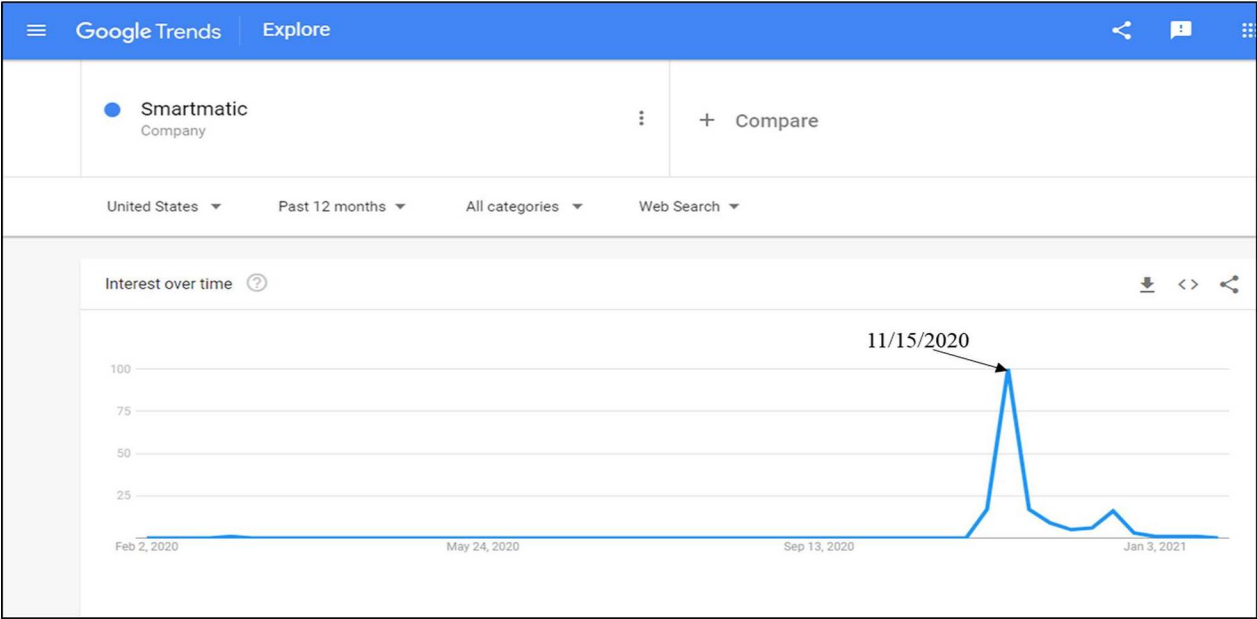 Google Trends Explore
Smartmatic
Company
+ Compare
United States Past 12 months All categories Web Search
Interest over time ?
11/15/2020
100
75
50
25
Feb 2, 2020 May 24, 2020 Sep 13, 2020 Jan 3, 2021